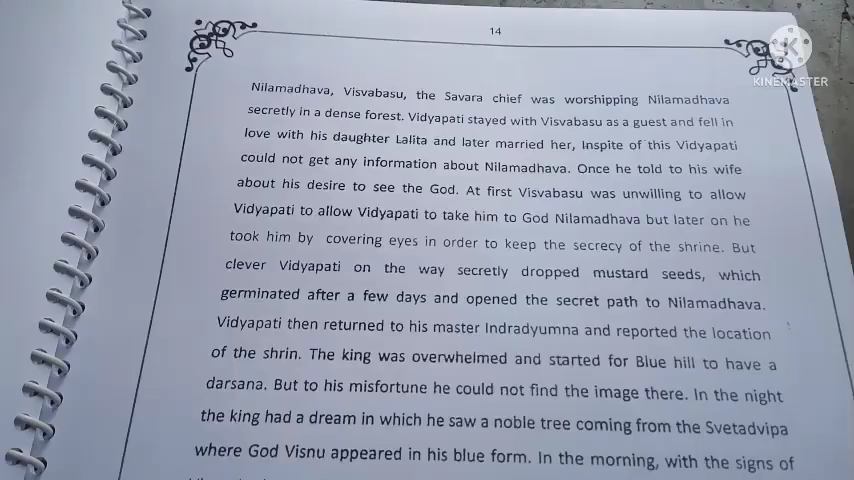 14
K
KINEMASTER
Nilamadhava, Visvabasu, the Savara chief was worshipping Nilamadhava
secretly in a dense forest. Vidyapati stayed with Visvabasu as a guest and fell in
love with his daughter Lalita and later married her, Inspite of this Vidyapati
could not get any information about Nilamadhava. Once he told to his wife
about his desire to see the God. At first Visvabasu was unwilling to allow
Vidyapati to allow Vidyapati to take him to God Nilamadhava but later on he
took him by covering eyes in order to keep the secrecy of the shrine. But
clever Vidyapati on the way secretly dropped mustard seeds, which
germinated after a few days and opened the secret path to Nilamadhava.
Vidyapati then returned to his master Indradyumna and reported the location
of the shrin. The king was overwhelmed and started for Blue hill to have a
darsana. But to his misfortune he could not find the image there. In the night
the king had a dream in which he saw a noble tree coming from the Svetadvipa
where God Visnu appeared in his blue form. In the morning, with the signs of